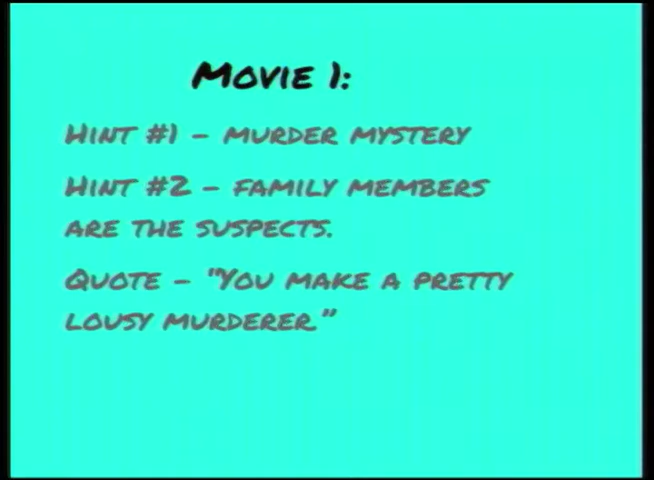 Movie 1:
Hint #1 - murder mystery
Hint #2 - family members
are the suspects.
Quote - "You make a pretty
lousy murderer."